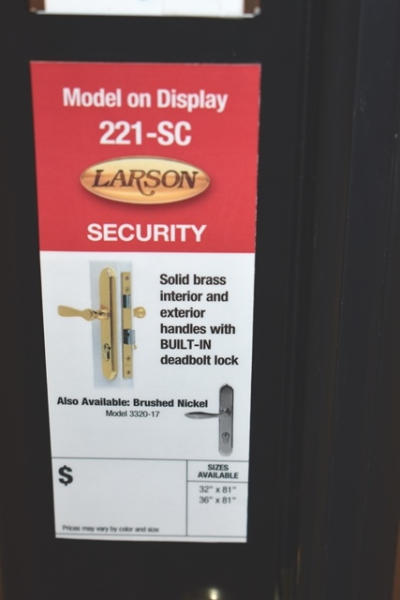 Model on Display
221-SC
LARSON
SECURITY
Solid brass
interior and
exterior
handles with
BUILT-IN
deadbolt lock
Also Available: Brushed Nickel
Model 3320-17
$
SIZES
AVAILABLE
32" x 81"
36" x 81"
Prices may vary by color and size